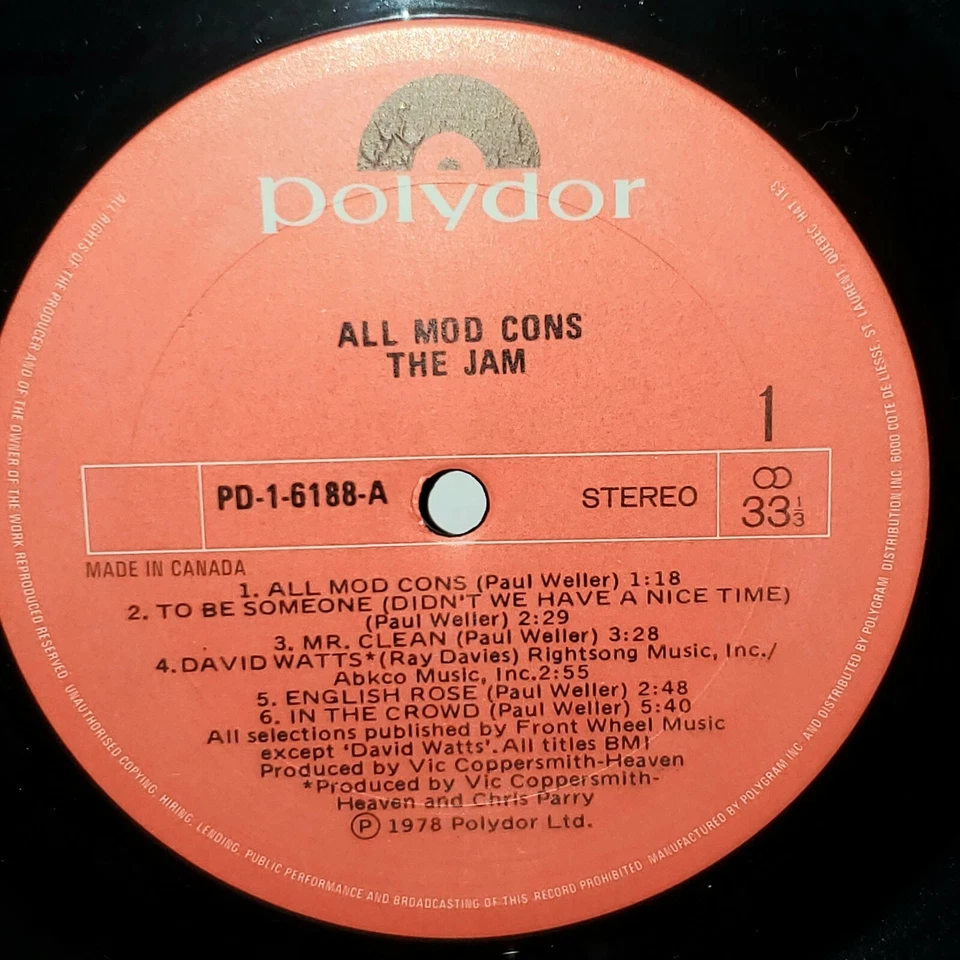 polydor
ALL MOD CONS
THE JAM
1
PD-1-6188-A
STEREO
33 1/3
MADE IN CANADA
1. ALL MOD CONS (Paul Weller) 1:18
2. TO BE SOMEONE (DIDN'T WE HAVE A NICE TIME)
(Paul Weller) 2:29
3. MR. CLEAN (Paul Weller) 3:28
4. DAVID WATTS*(Ray Davies) Rightsong Music, Inc./
Abkco Music, Inc. 2:55
5. ENGLISH ROSE (Paul Weller) 2:48
6. IN THE CROWD (Paul Weller) 5:40
All selections published by Front Wheel Music
except 'David Watts'. All titles BMI
Produced by Vic Coppersmith-Heaven
*Produced by Vic Coppersmith-
Heaven and Chris Parry
Ⓟ 1978 Polydor Ltd.
ALL RIGHTS OF THE PRODUCER AND OF THE OWNER OF THE WORK REPRODUCED RESERVED UNAUTHORISED COPYING, HIRING, LENDING, PUBLIC PERFORMANCE AND BROADCASTING OF THIS RECORD PROHIBITED MANUFACTURED BY POLYGRAM INC AND DISTRIBUTED BY POLYGRAM DISTRIBUTION INC 6000 COTE DE LIESSE, ST LAURENT, QUEBEC H4T 1E3